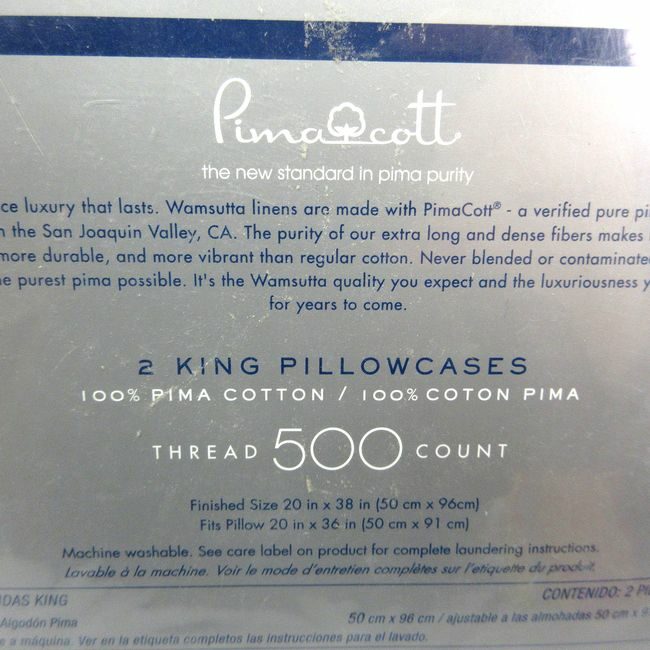 Pimacott
the new standard in pima purity
ce luxury that lasts. Wamsutta linens are made with PimaCott® - a verified pure pi
the San Joaquin Valley, CA. The purity of our extra long and dense fibers makes
more durable, and more vibrant than regular cotton. Never blended or contaminate
e purest pima possible. It's the Wamsutta quality you expect and the luxuriousness y
for years to come.
2 KING PILLOWCASES
100% PIMA COTTON / 100% COTON PIMA
THREAD 500 COUNT
Finished Size 20 in x 38 in (50 cm x 96cm)
Fits Pillow 20 in x 36 in (50 cm x 91 cm)
Machine washable. See care label on product for complete laundering instructions.
Lavable à la machine. Voir le mode d'entretien complètes sur l'etiquette du produit.
DAS KING
CONTENIDO: 2
Algodón Pima
50 cm x 96 cm / ajustable a las almohadas 50 cm x 9
e a máquina. Ver en la etiqueta completos las instrucciones para el lavado.